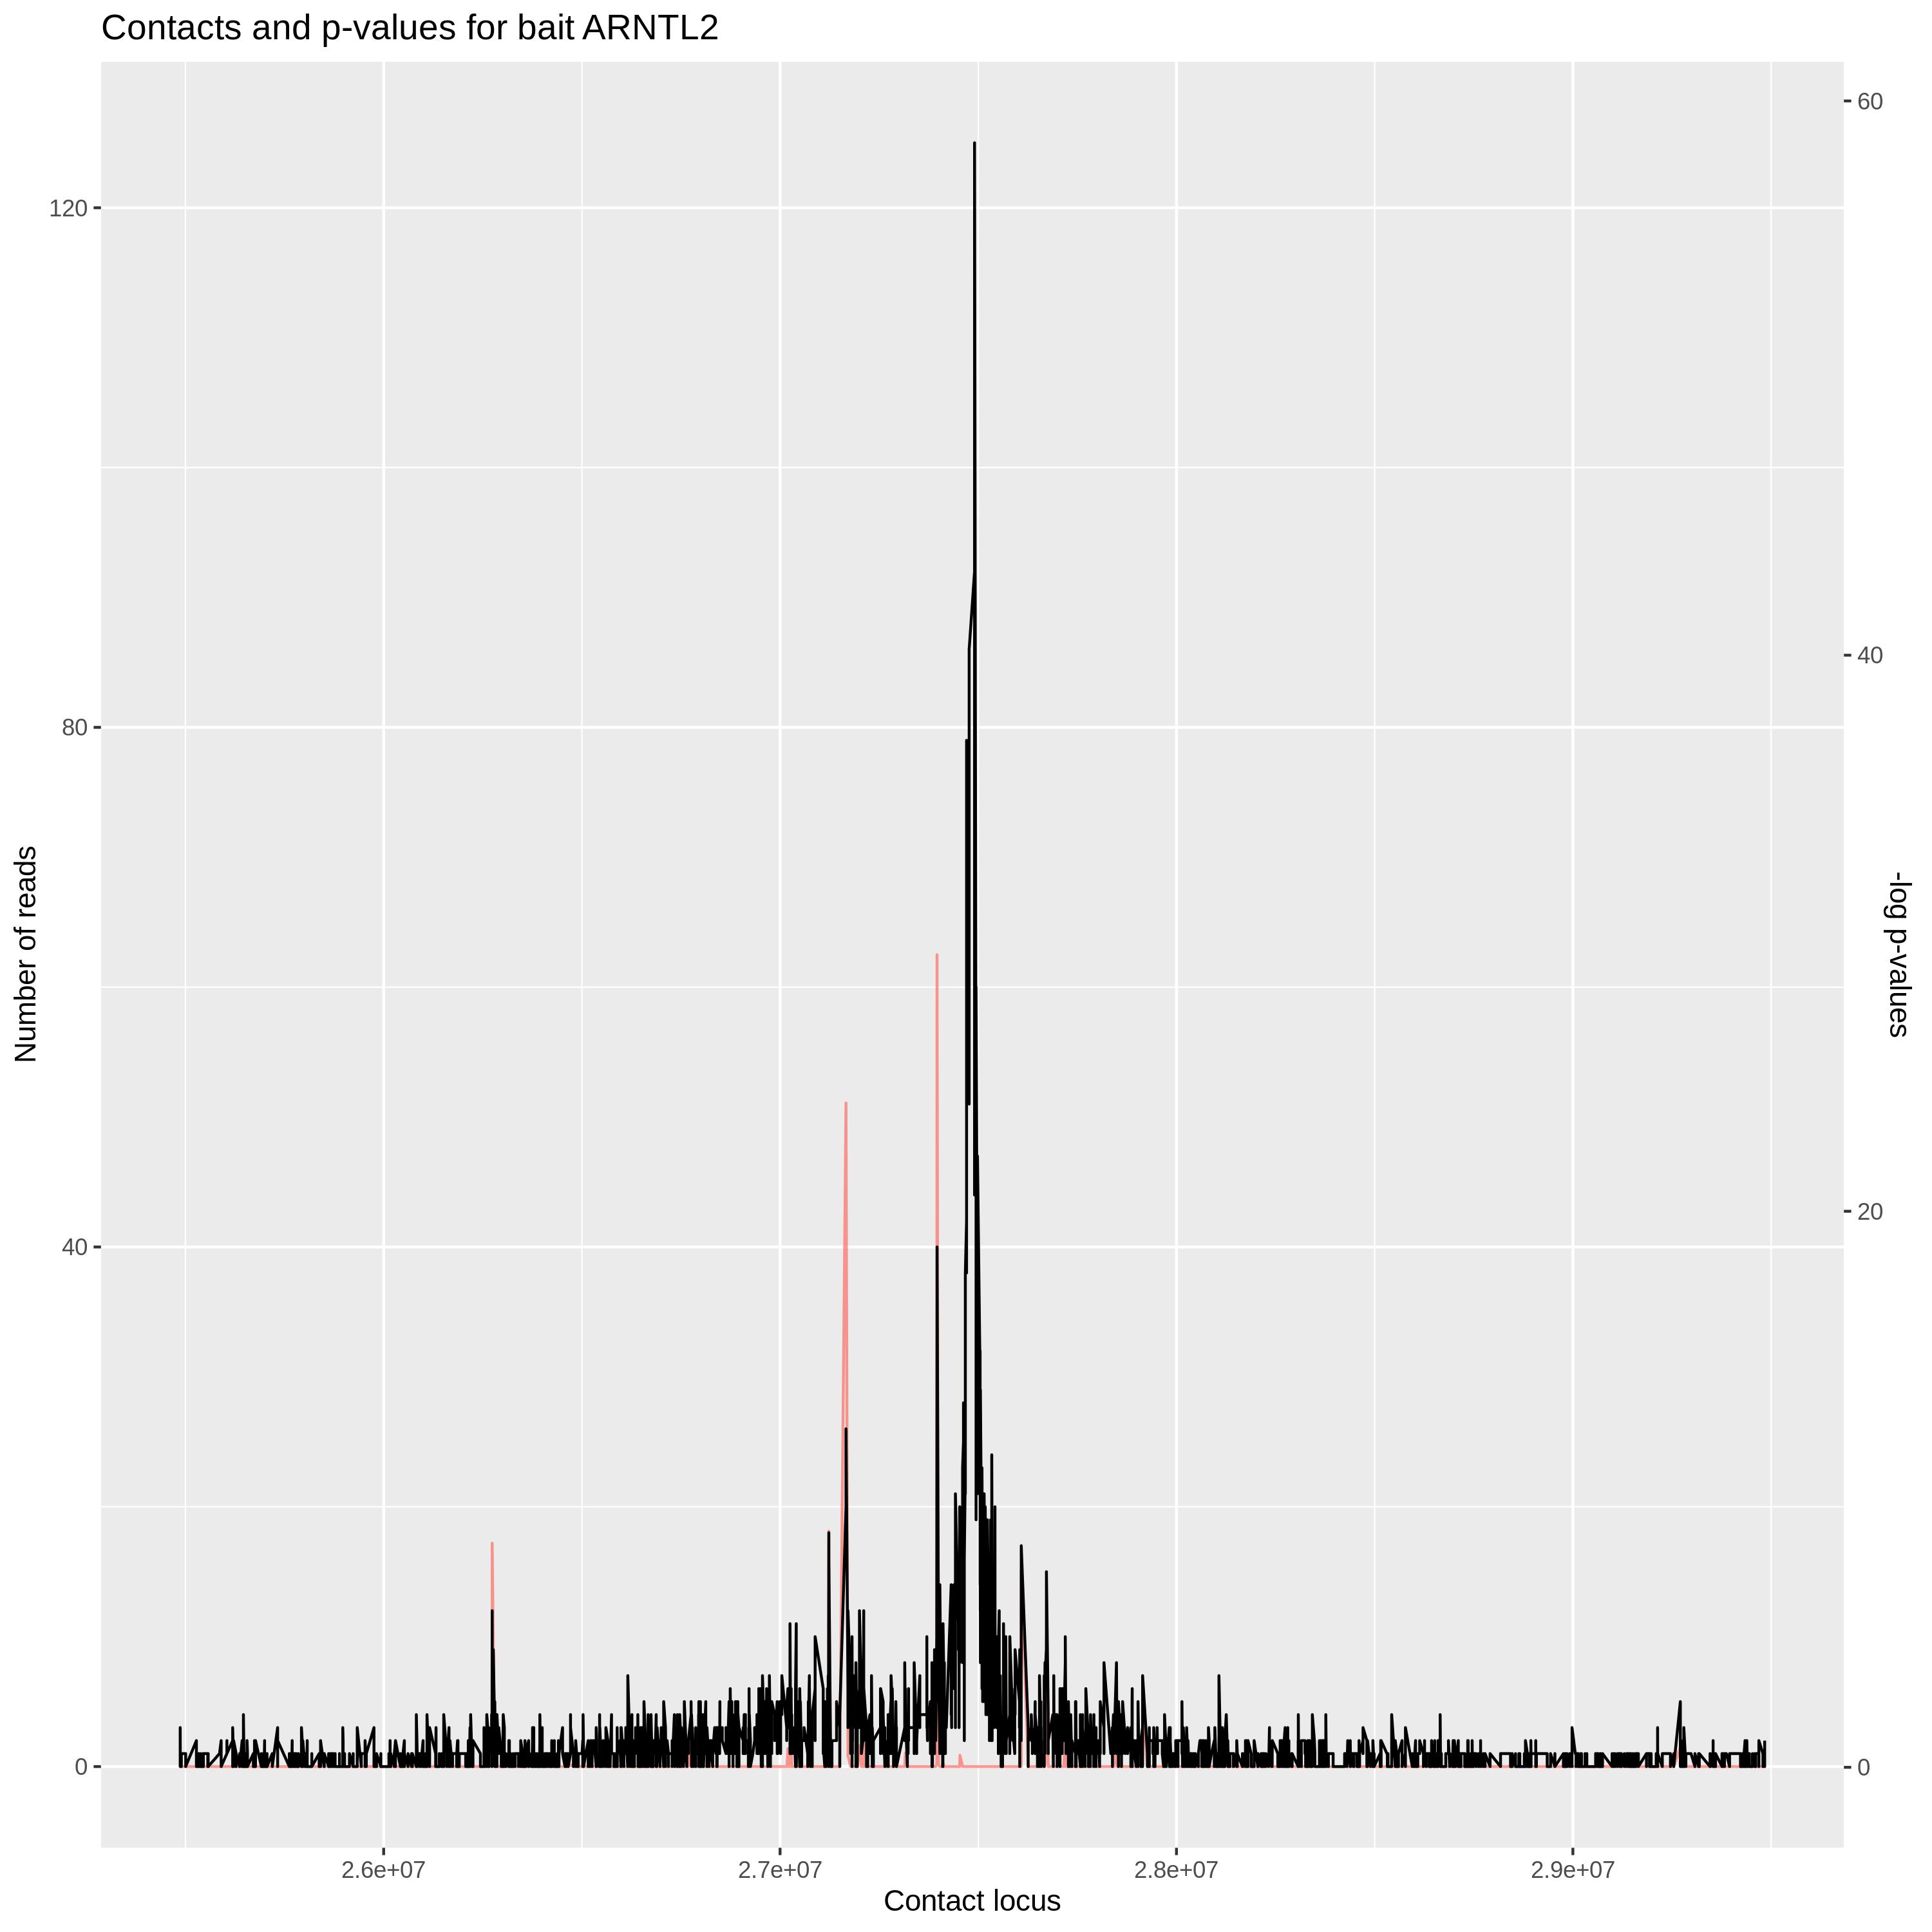 Contacts and p-values for bait ARNTL2
120
80
40
0
60
40
20
0
Number of reads
-log p-values
2.6e+07 2.7e+07 2.8e+07 2.9e+07
Contact locus